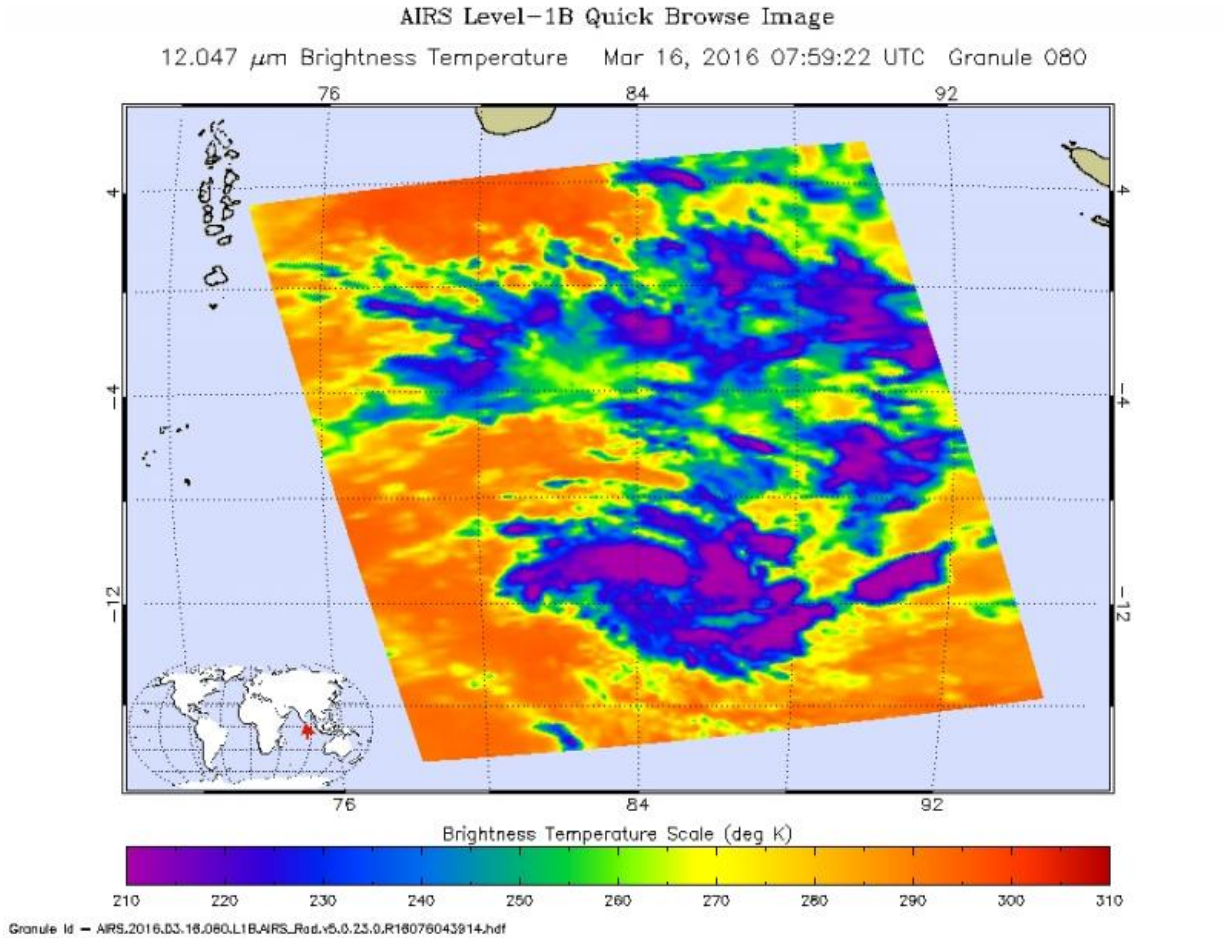 AIRS Level-1B Quick Browse Image
12.047 μm Brightness Temperature Mar 16, 2016 07:59:22 UTC Granule 080
76 84 92
4 4
-4 -4
-12 -12
76 84 92
Brightness Temperature Scale (deg K)
210 220 230 240 250 260 270 280 290 300 310
Granule Id - AIRS.2016.03.16.080.L1B.AIRS_Rad.v5.0.23.0.R16076043914.hdf